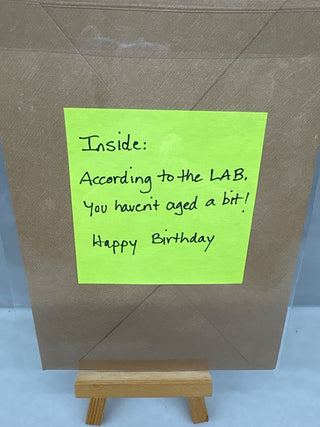 Inside:
According to the LAB,
You haven't aged a bit!
Happy Birthday